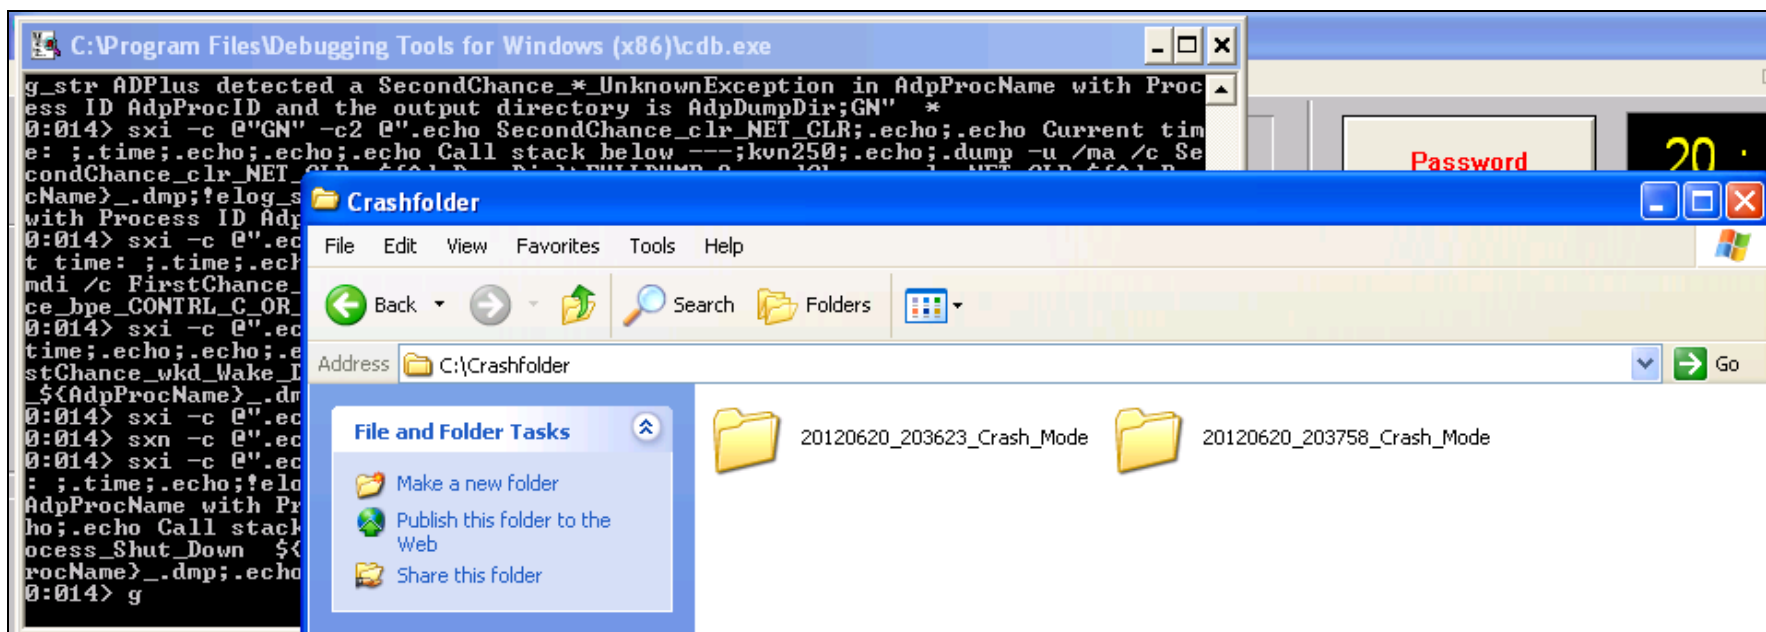 C:\Program Files\Debugging Tools for Windows (x86)\cdb.exe
g_str ADPlus detected a SecondChance_*_UnknownException in AdpProcName with Proc
ess ID AdpProcID and the output directory is AdpDumpDir;GN" *
0:014> sxi -c @"GN" -c2 @".echo SecondChance_clr_NET_CLR;.echo;.echo Current tim
e: ;.time;.echo;.echo;.echo Call stack below ---;kvn250;.echo;.dump -u /ma /c Se
condChance_clr_NET_
cName}_.dmp;!elog_s
with Process ID Adp
0:014> sxi -c @".ec
t time: ;.time;.ech
mdi /c FirstChance_
ce_bpe_CONTRL_C_OR_
0:014> sxi -c @".ec
time;.echo;.echo;.e
stChance_wkd_Wake_D
_${AdpProcName}_.dm
0:014> sxi -c @".ec
0:014> sxn -c @".ec
0:014> sxi -c @".ec
: ;.time;.echo;!elo
AdpProcName with Pr
ho;.echo Call stack
ocess_Shut_Down ${
rocName}_.dmp;.echo
0:014> g
Password
20 :
Crashfolder
File Edit View Favorites Tools Help
Back Search Folders
Address C:\Crashfolder Go
File and Folder Tasks
Make a new folder
Publish this folder to the
Web
Share this folder
20120620_203623_Crash_Mode 20120620_203758_Crash_Mode